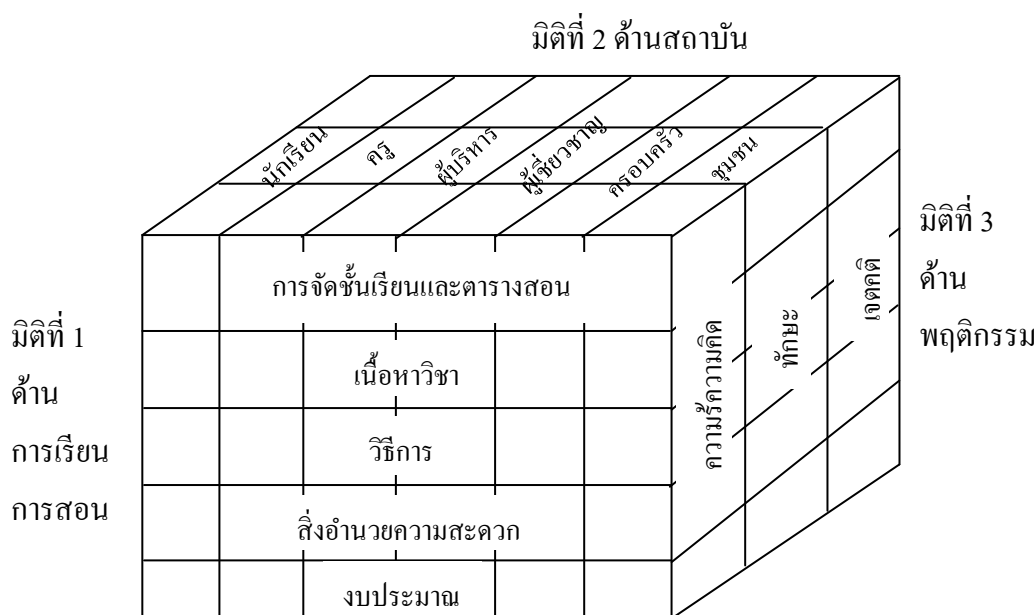 มิติที่ 2 ด้านสถาบัน
นักเรียน
ครู
ผู้บริหาร
ผู้เชี่ยวชาญ
ครอบครัว
ชุมชน
มิติที่ 1
ด้าน
การเรียน
การสอน
การจัดชั้นเรียนและตารางสอน
เนื้อหาวิชา
วิธีการ
สิ่งอำนวยความสะดวก
งบประมาณ
ความรู้ความคิด
ทักษะ
เจตคติ
มิติที่ 3
ด้าน
พฤติกรรม